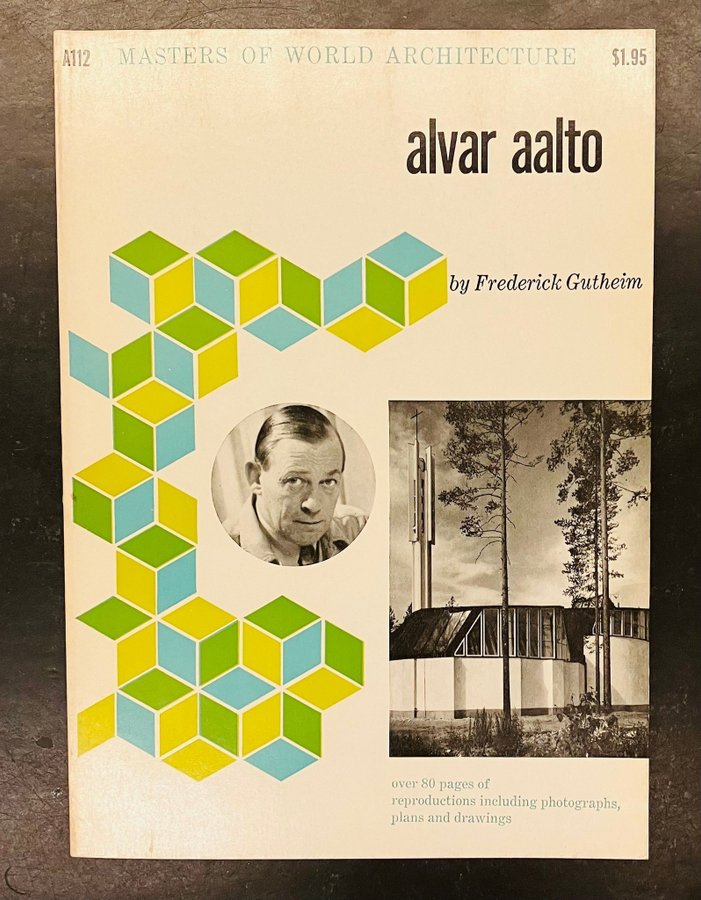 A112 MASTERS OF WORLD ARCHITECTURE $1.95
alvar aalto
by Frederick Gutheim
over 80 pages of
reproductions including photographs,
plans and drawings